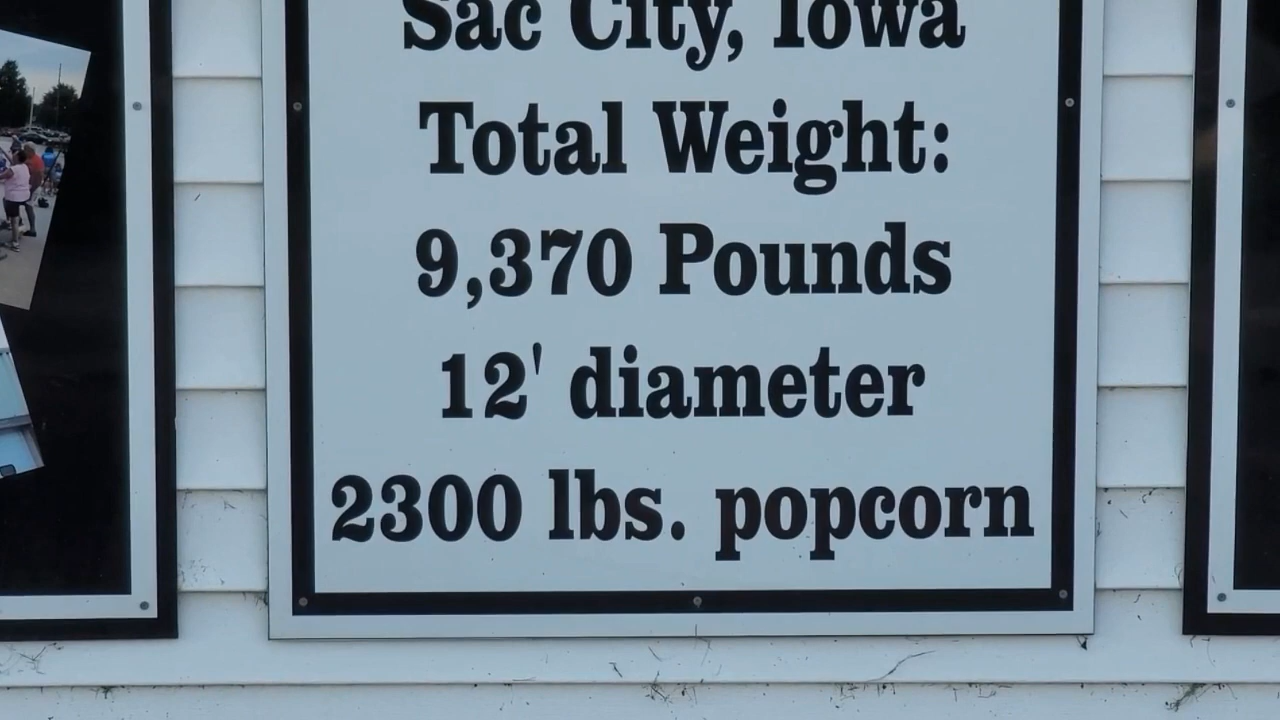 Sac City, Iowa
Total Weight:
9,370 Pounds
12' diameter
2300 lbs. popcorn